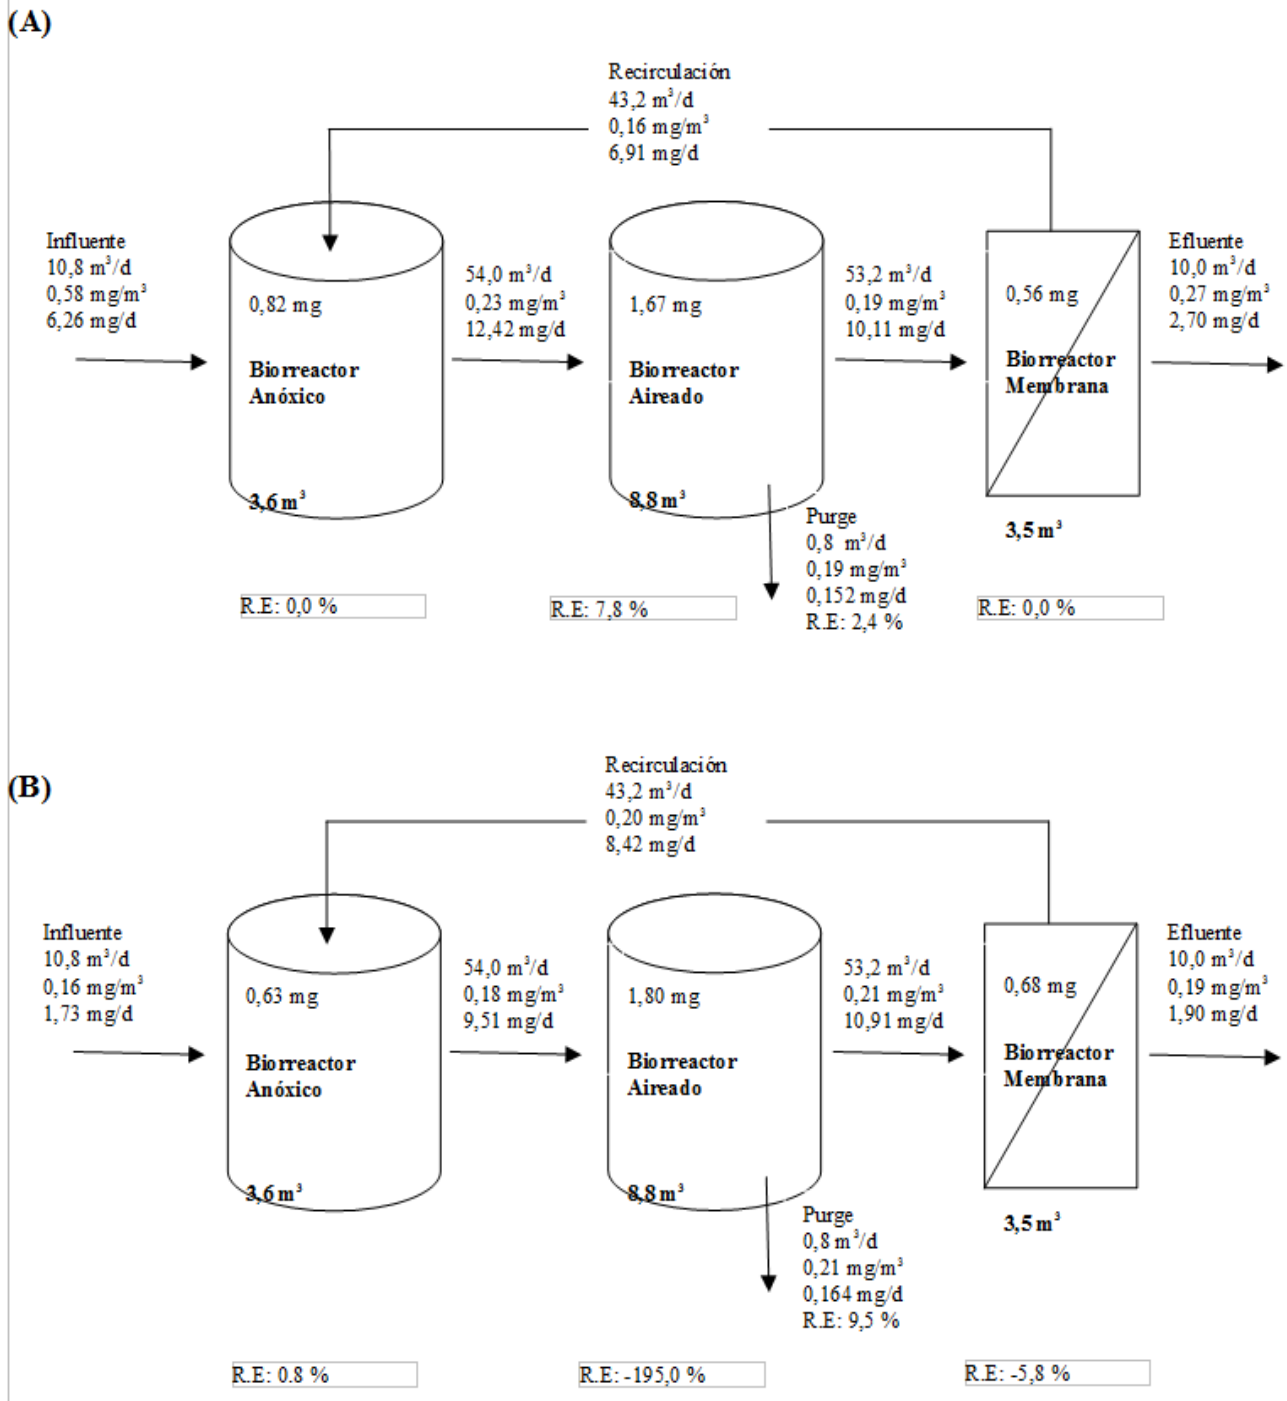 (A)
Recirculación
43,2 m³/d
0,16 mg/m³
6,91 mg/d
Influente
10,8 m³/d
0,58 mg/m³
6,26 mg/d
0,82 mg
Biorreactor
Anóxico
3,6 m³
54,0 m³/d
0,23 mg/m³
12,42 mg/d
1,67 mg
Biorreactor
Aireado
8,8 m³
53,2 m³/d
0,19 mg/m³
10,11 mg/d
0,56 mg
Biorreactor
Membrana
3,5 m³
Efluente
10,0 m³/d
0,27 mg/m³
2,70 mg/d
Purge
0,8 m³/d
0,19 mg/m³
0,152 mg/d
R.E: 2,4 %
R.E: 0,0 %
R.E: 7,8 %
R.E: 0,0 %
(B)
Recirculación
43,2 m³/d
0,20 mg/m³
8,42 mg/d
Influente
10,8 m³/d
0,16 mg/m³
1,73 mg/d
0,63 mg
Biorreactor
Anóxico
3,6 m³
54,0 m³/d
0,18 mg/m³
9,51 mg/d
1,80 mg
Biorreactor
Aireado
8,8 m³
53,2 m³/d
0,21 mg/m³
10,91 mg/d
0,68 mg
Biorreactor
Membrana
3,5 m³
Efluente
10,0 m³/d
0,19 mg/m³
1,90 mg/d
Purge
0,8 m³/d
0,21 mg/m³
0,164 mg/d
R.E: 9,5 %
R.E: 0.8 %
R.E: -195,0 %
R.E: -5,8 %